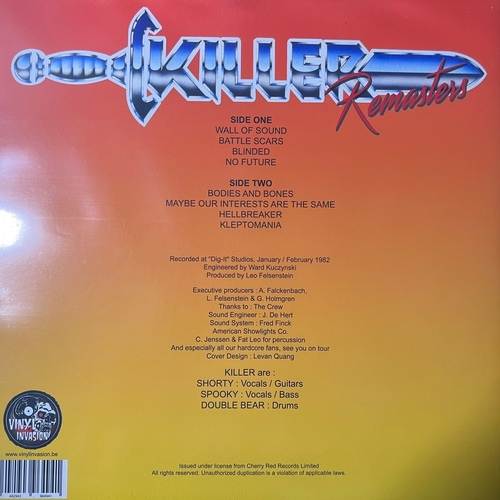 KILLER
Remasters
SIDE ONE
WALL OF SOUND
BATTLE SCARS
BLINDED
NO FUTURE
SIDE TWO
BODIES AND BONES
MAYBE OUR INTERESTS ARE THE SAME
HELLBREAKER
KLEPTOMANIA
Recorded at "Dig-It" Studios, January / February 1982
Engineered by Ward Kuczynski
Produced by Leo Felsenstein
Executive producers : A. Falckenbach,
L. Felsenstein & G. Holmgren
Thanks to : The Crew
Sound Engineer : J. De Hert
Sound System : Fred Finck
American Showlights Co.
C. Jenssen & Fat Leo for percussion
And especially all our hardcore fans, see you on tour
Cover Design : Levan Quang
KILLER are :
SHORTY : Vocals / Guitars
SPOOKY : Vocals / Bass
DOUBLE BEAR : Drums
VINYL
INVASION
www.vinylinvasion.be
Issued under license from Cherry Red Records Limited
All rights reserved. Unauthorized duplication is a violation of applicable laws.